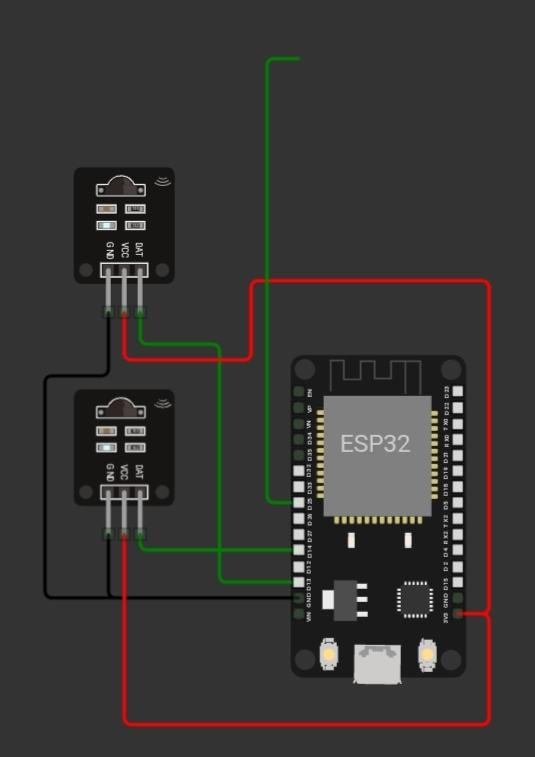 GND VCC DAT
GND VCC DAT
ESP32
EN
VP
VN
D34
D35
D32
D33
D25
D26
D27
D14
D12
D13
GND
VIN
D23
D22
TX0
RX0
D21
D19
D18
D5
TX2
RX2
D4
D2
D15
GND
3V3